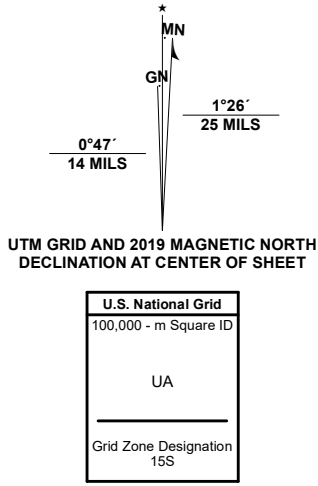 ★
MN
GN
1°26´
25 MILS
0°47´
14 MILS
UTM GRID AND 2019 MAGNETIC NORTH
DECLINATION AT CENTER OF SHEET
U.S. National Grid
100,000 - m Square ID
UA
Grid Zone Designation
15S